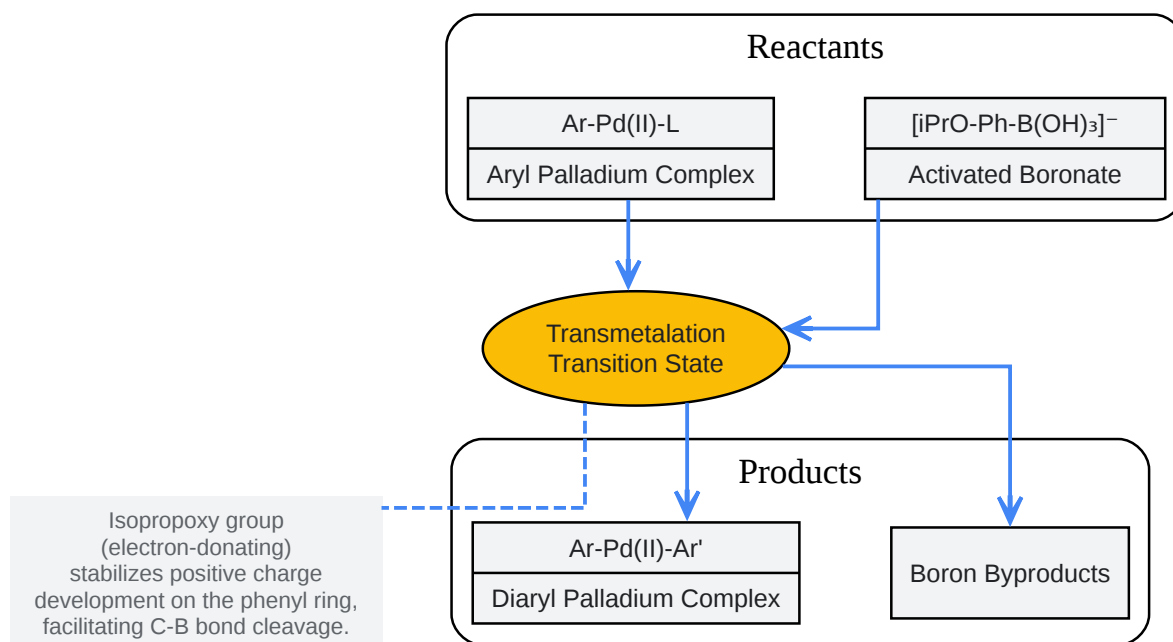 Reactants
Ar-Pd(II)-L
Aryl Palladium Complex
[iPrO-Ph-B(OH)₃]⁻
Activated Boronate
Transmetalation
Transition State
Products
Isopropoxy group
(electron-donating)
stabilizes positive charge
development on the phenyl ring,
facilitating C-B bond cleavage.
Ar-Pd(II)-Ar'
Diaryl Palladium Complex
Boron Byproducts